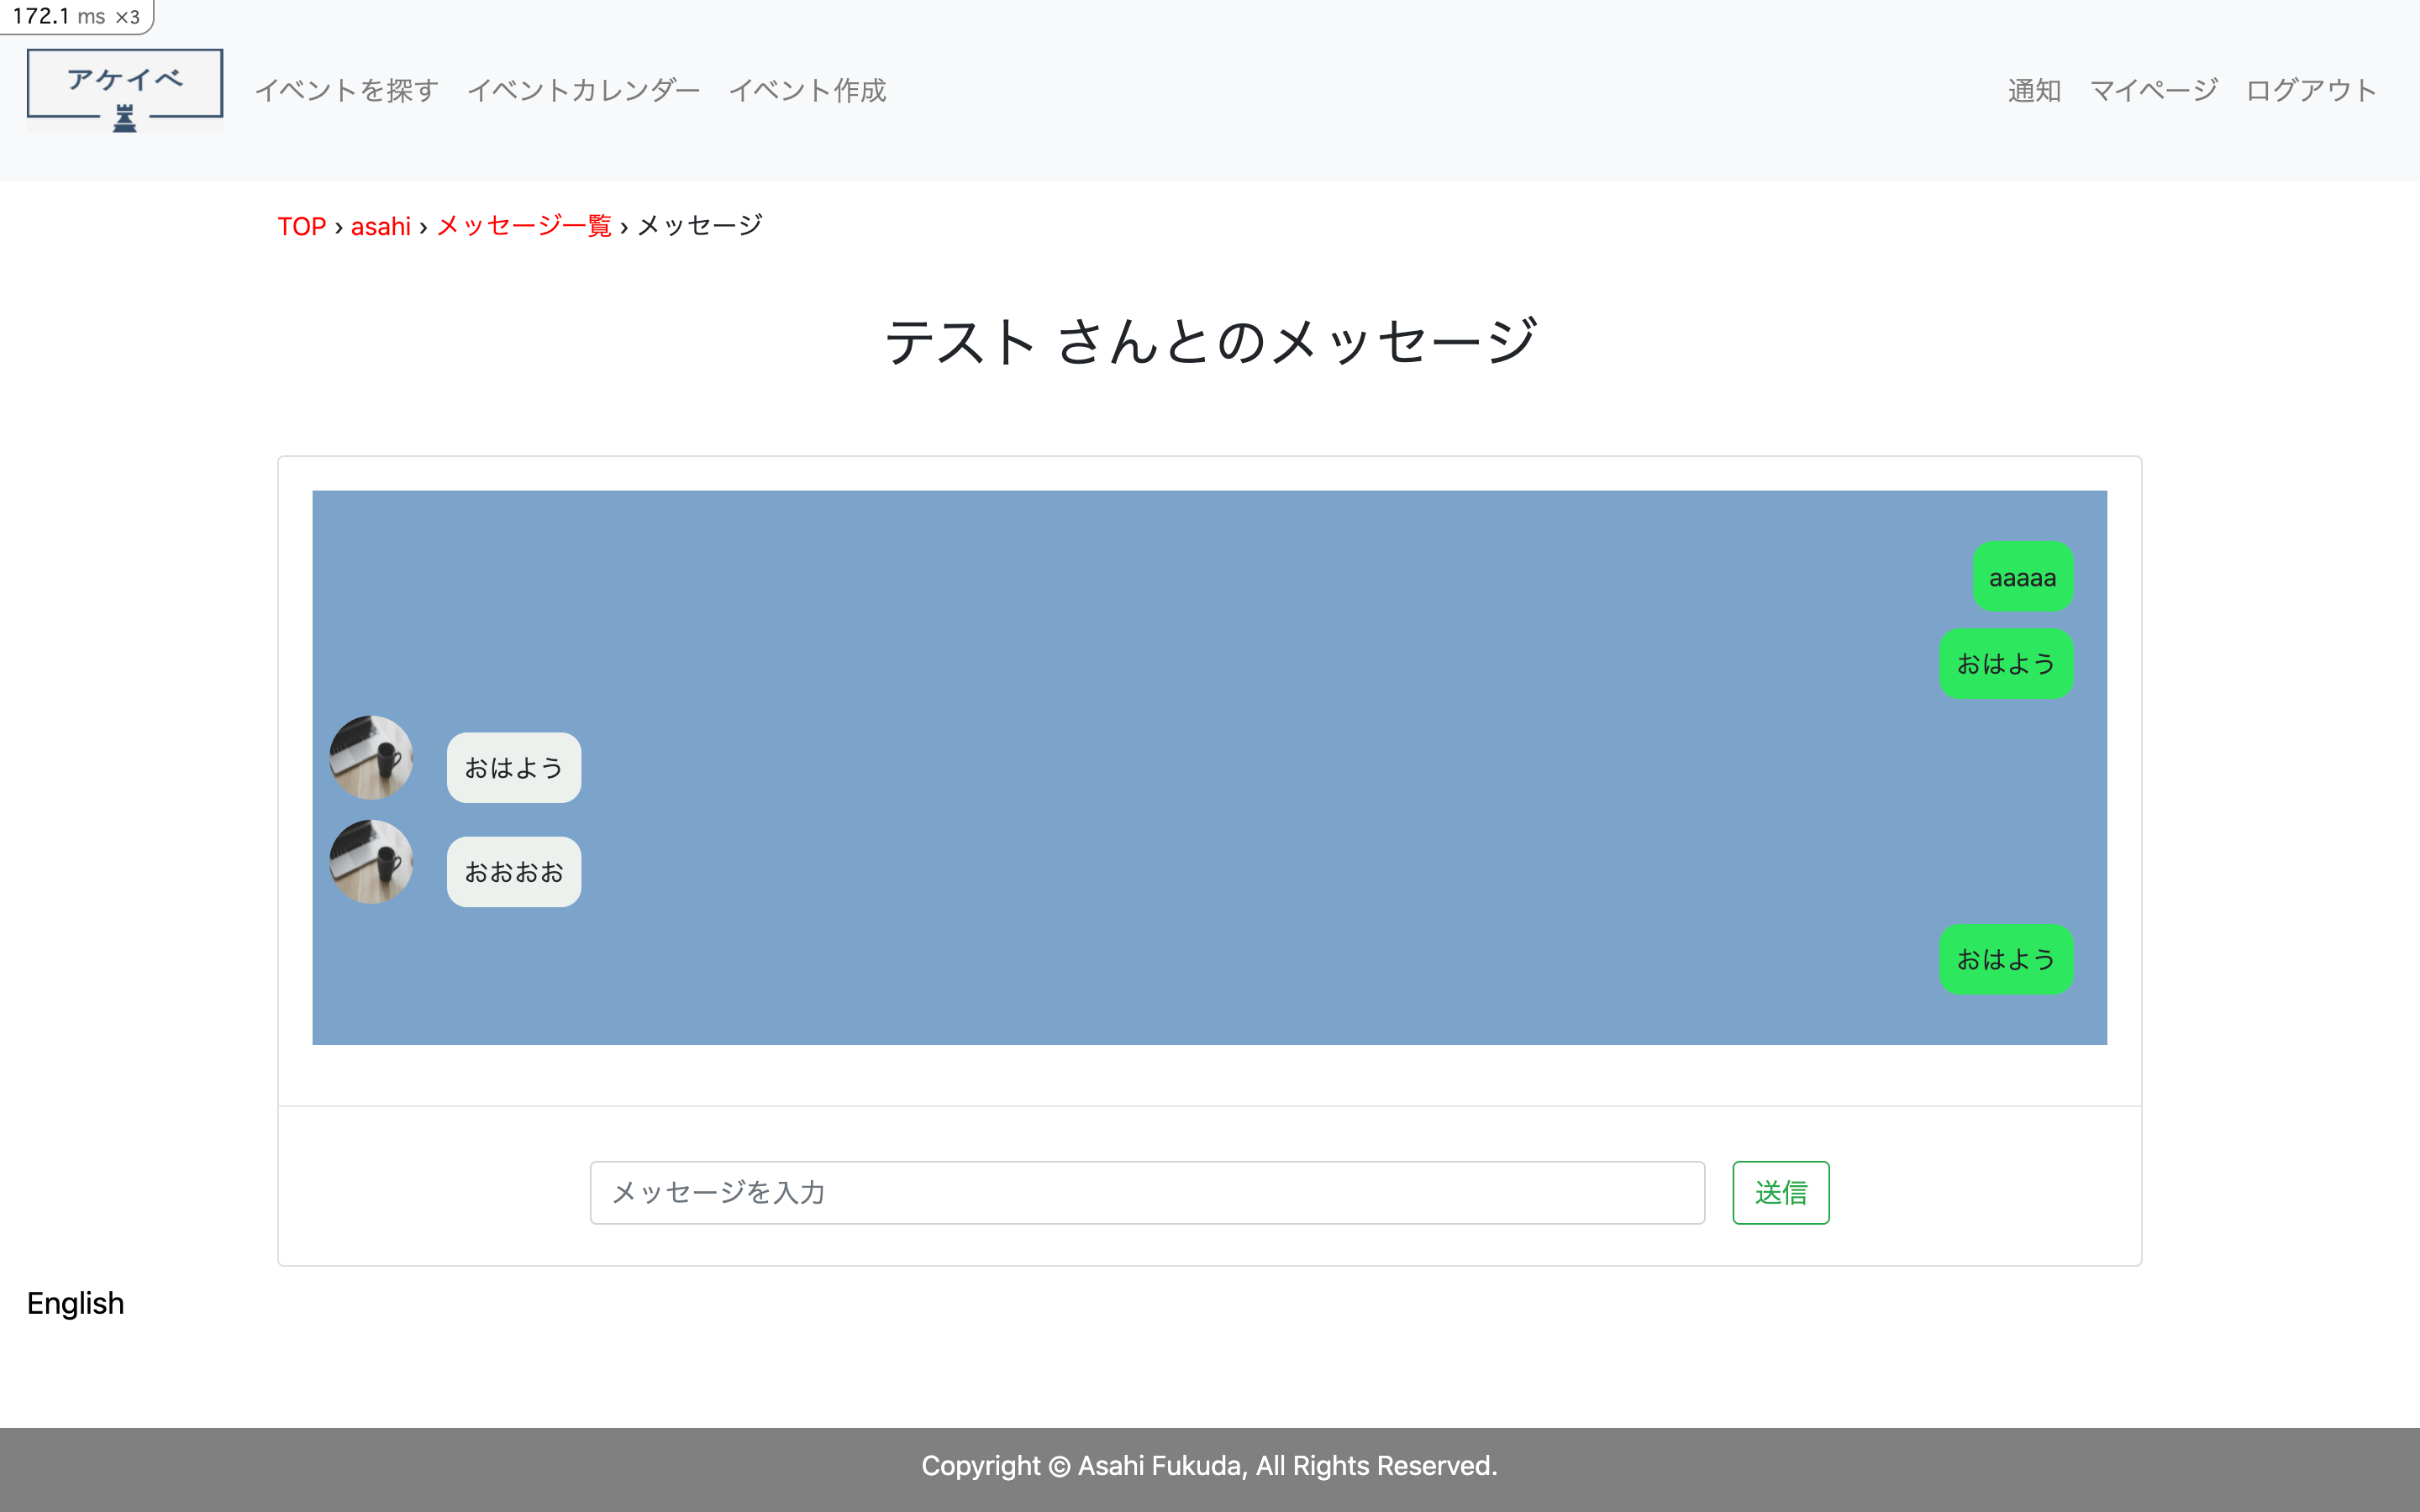 172.1 ms ×3
アケイベ
イベントを探す イベントカレンダー イベント作成 通知 マイページ ログアウト
TOP › asahi › メッセージ一覧 › メッセージ
テスト さんとのメッセージ
aaaaa
おはよう
おはよう
おおおお
おはよう
メッセージを入力 送信
English
Copyright © Asahi Fukuda, All Rights Reserved.